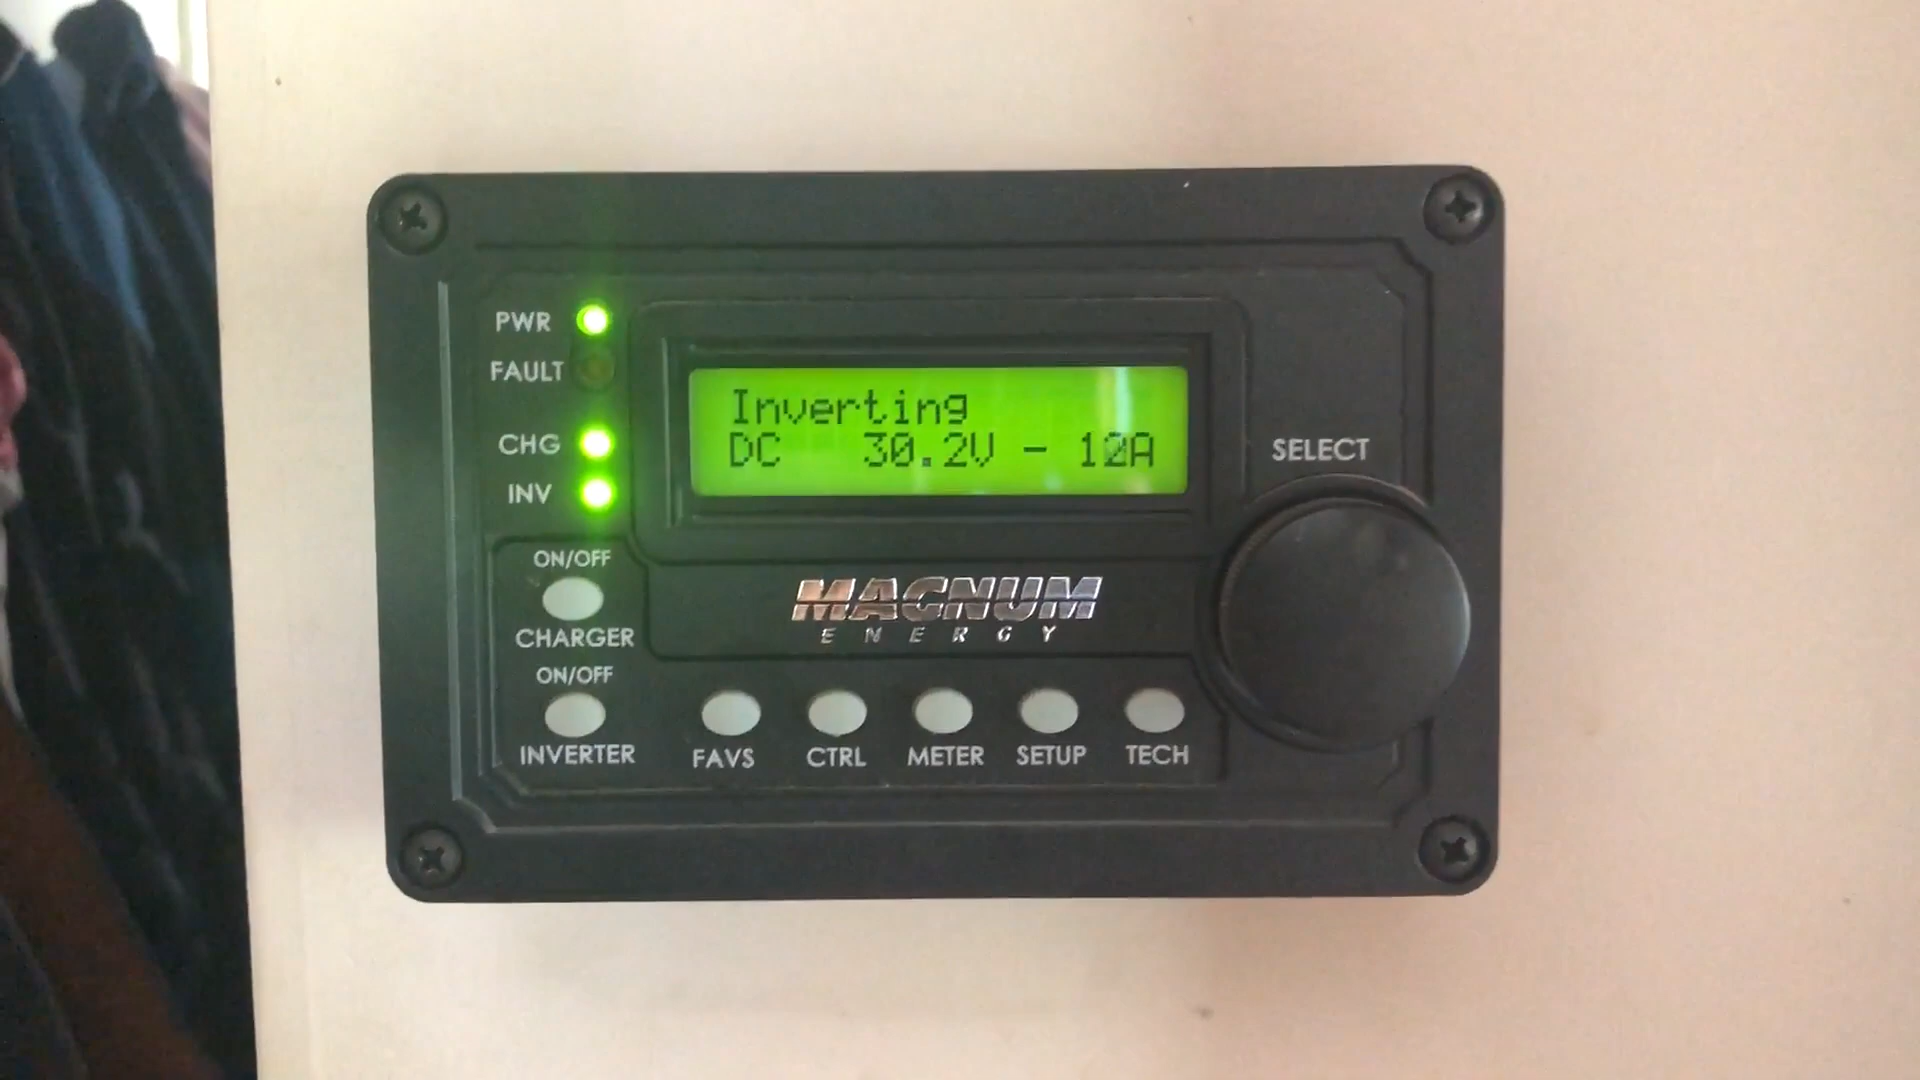 PWR
FAULT
CHG
INV
Inverting
DC 30.2V - 10A
SELECT
ON/OFF
CHARGER
ON/OFF
INVERTER
MAGNUM
ENERGY
FAVS
CTRL
METER
SETUP
TECH